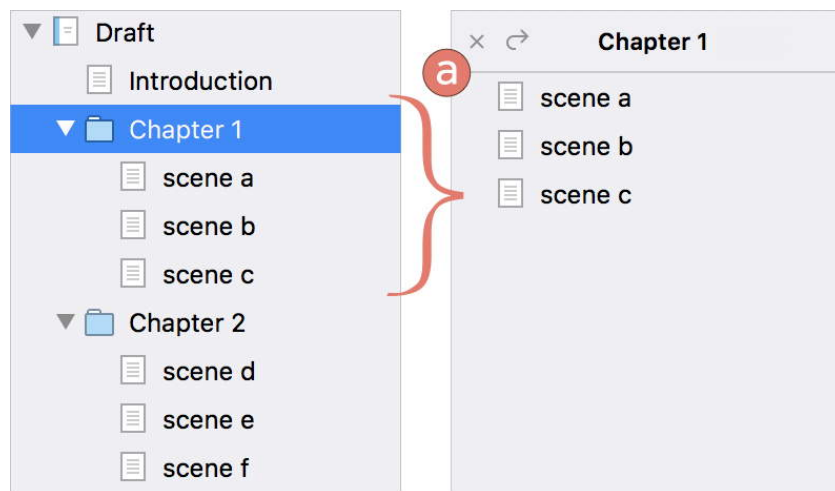 Draft
Introduction
Chapter 1
scene a
scene b
scene c
Chapter 2
scene d
scene e
scene f
a
Chapter 1
scene a
scene b
scene c